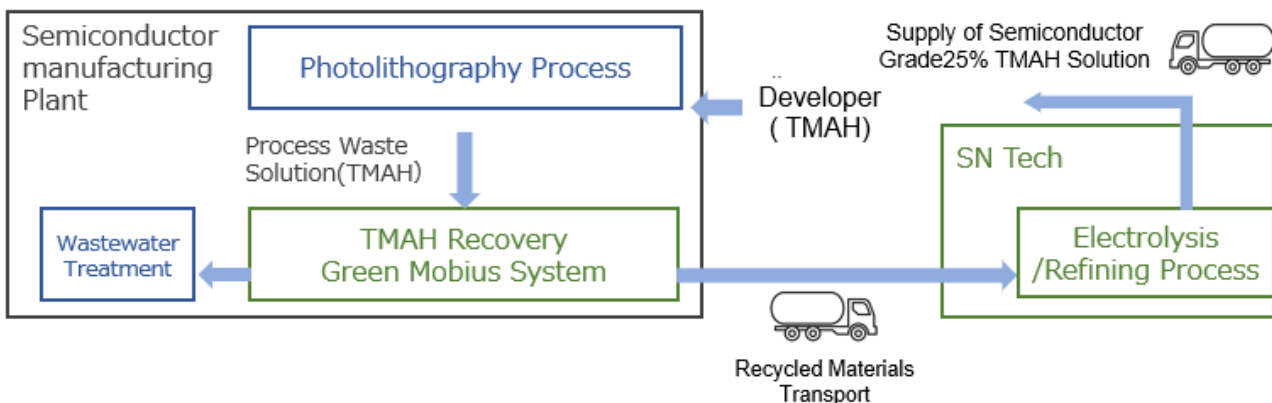 Semiconductor
manufacturing
Plant
Photolithography Process
Process Waste
Solution(TMAH)
Wastewater
Treatment
TMAH Recovery
Green Mobius System
Developer
( TMAH)
Supply of Semiconductor
Grade25% TMAH Solution
SN Tech
Electrolysis
/Refining Process
Recycled Materials
Transport